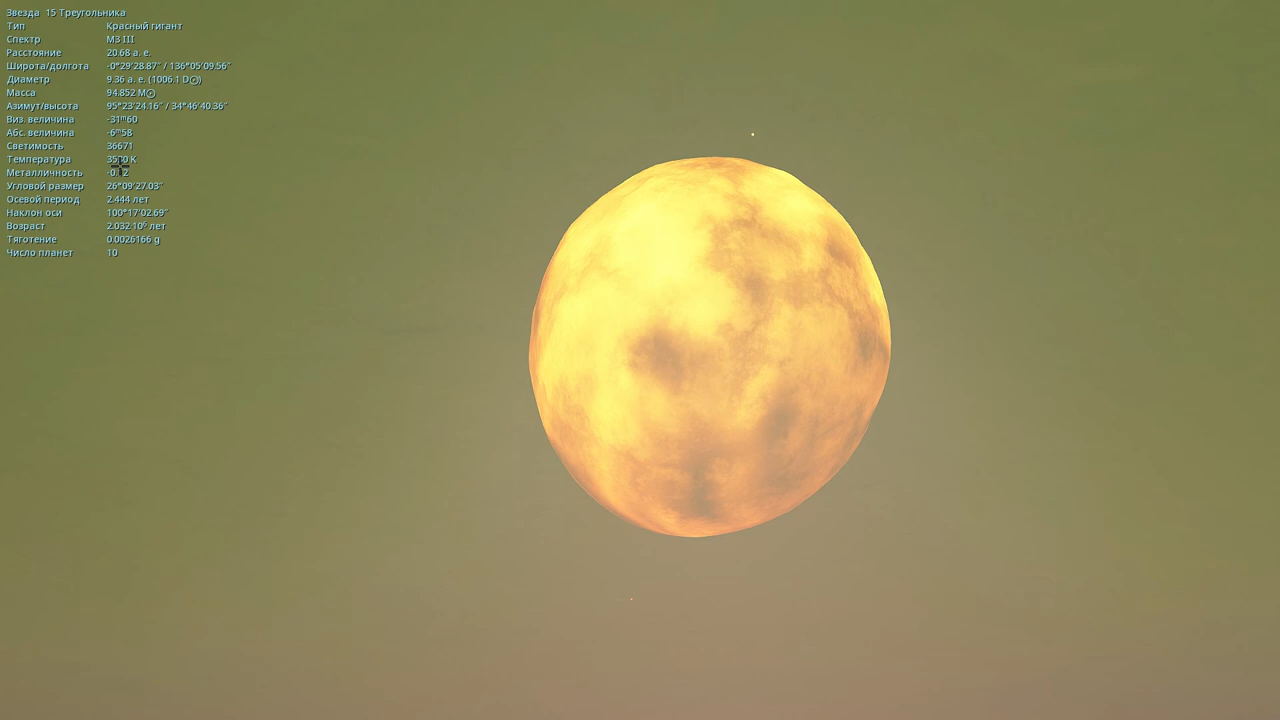 Звезда 15 Треугольника
Тип Красный гигант
Спектр M3 III
Расстояние 20.68 а. е.
Широта/долгота -0°29'28.87" / 136°05'09.56"
Диаметр 9.36 а. е. (1006.1 D☉)
Масса 94.852 M☉
Азимут/высота 95°23'24.16" / 34°46'40.36"
Виз. величина -31ᵐ60
Абс. величина -6ᵐ58
Светимость 36671
Температура K
Металличность
Угловой размер 26°09'27.03"
Осевой период 2.444 лет
Наклон оси 100°17'02.69"
Возраст лет
Тяготение 0.0026166 g
Число планет 10